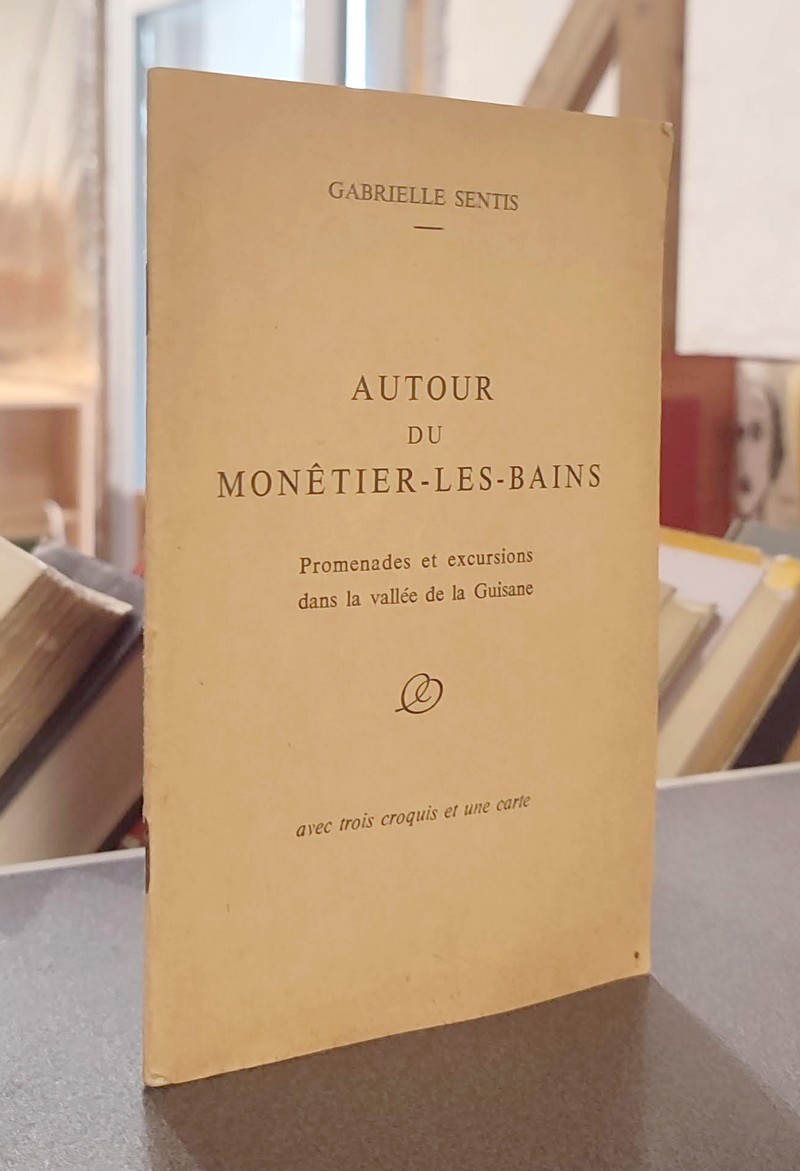 GABRIELLE SENTIS
AUTOUR
DU
MONÊTIER-LES-BAINS
Promenades et excursions
dans la vallée de la Guisane
avec trois croquis et une carte